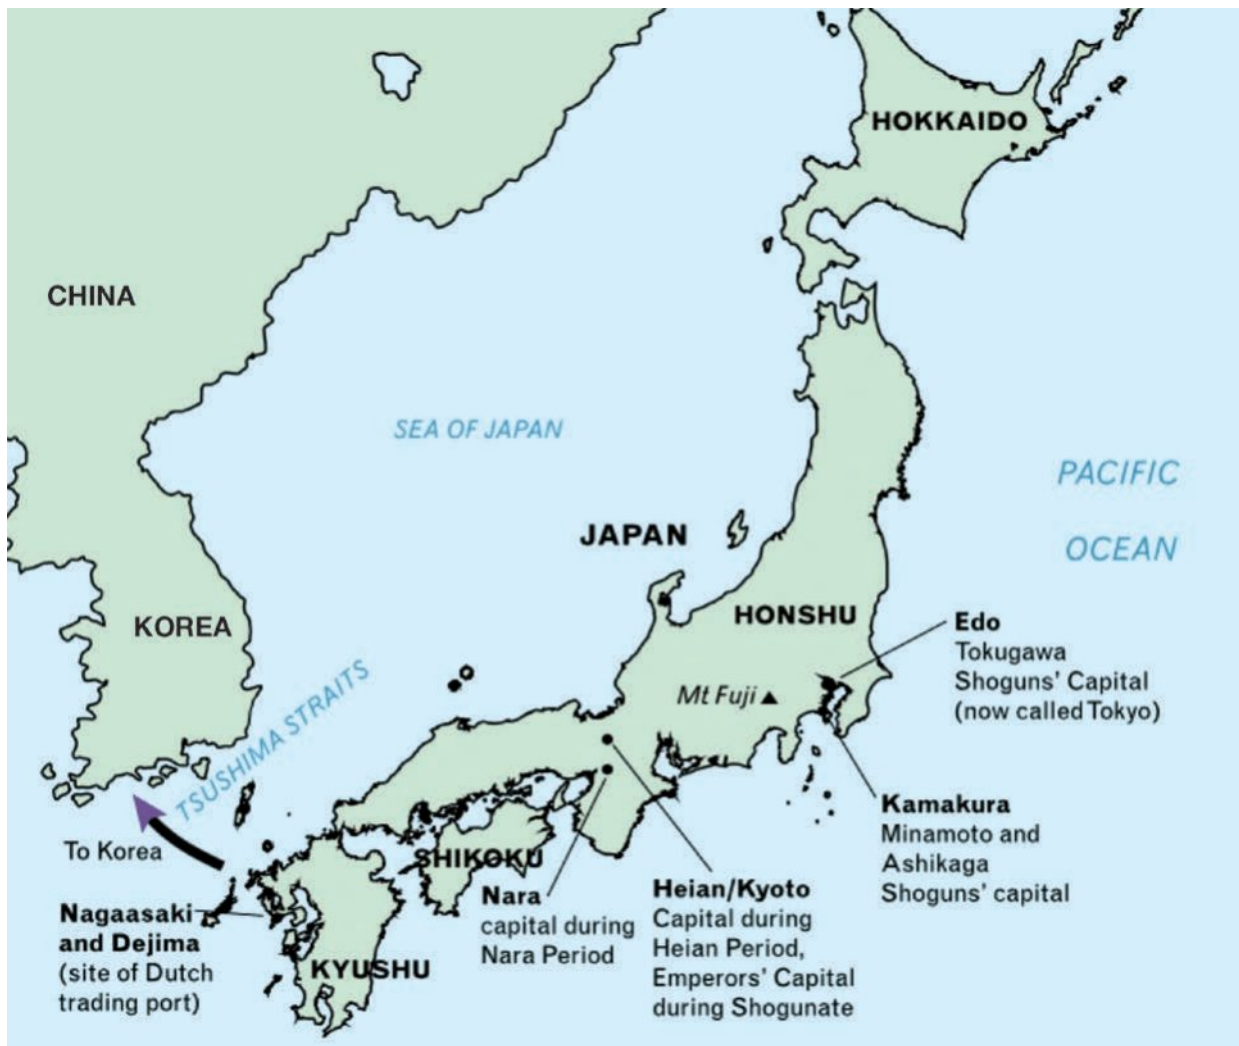 HOKKAIDO
CHINA
SEA OF JAPAN
PACIFIC
OCEAN
JAPAN
HONSHU
KOREA
Edo
Tokugawa
Shoguns' Capital
(now called Tokyo)
Mt Fuji
TSUSHIMA STRAITS
Kamakura
Minamoto and
Ashikaga
Shoguns' capital
To Korea
SHIKOKU
Nara
capital during
Nara Period
Heian/Kyoto
Capital during
Heian Period,
Emperors' Capital
during Shogunate
Nagaasaki
and Dejima
(site of Dutch
trading port)
KYUSHU